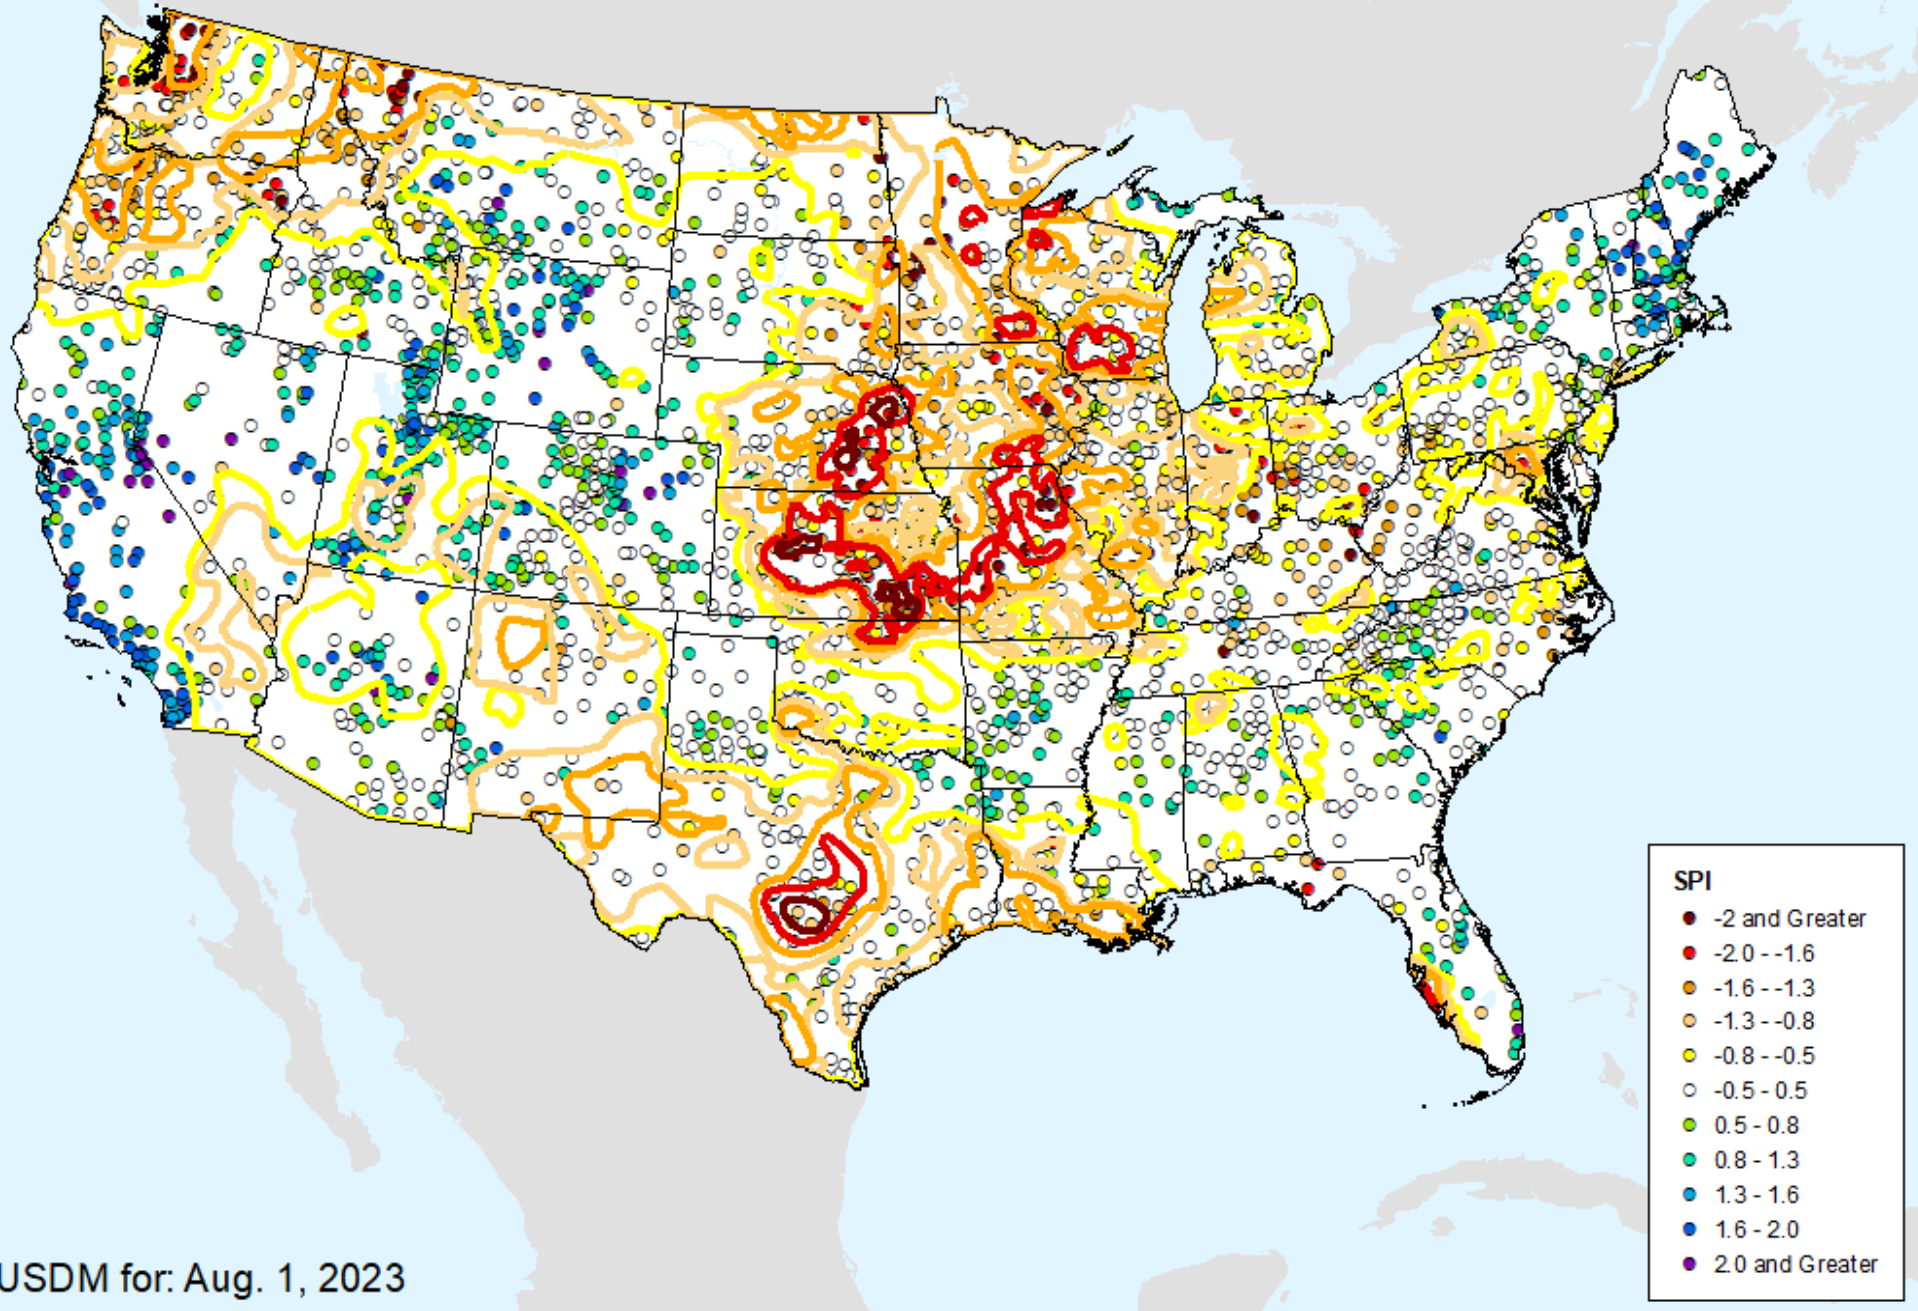 SPI
-2 and Greater
-2.0 - -1.6
-1.6 - -1.3
-1.3 - -0.8
-0.8 - -0.5
-0.5 - 0.5
0.5 - 0.8
0.8 - 1.3
1.3 - 1.6
1.6 - 2.0
2.0 and Greater
USDM for: Aug. 1, 2023